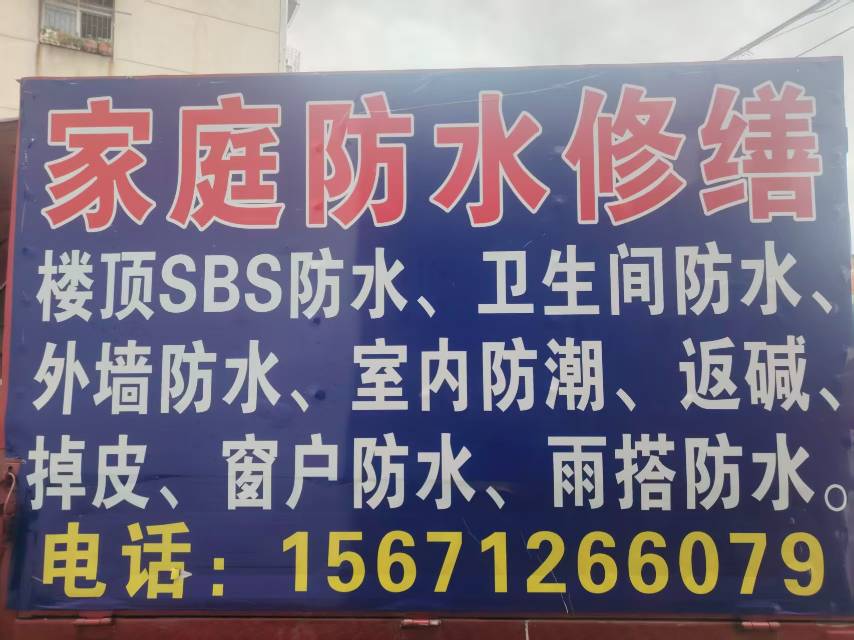 家庭防水修缮
楼顶SBS防水、卫生间防水、
外墙防水、室内防潮、返碱、
掉皮、窗户防水、雨搭防水。
电话：15671266079